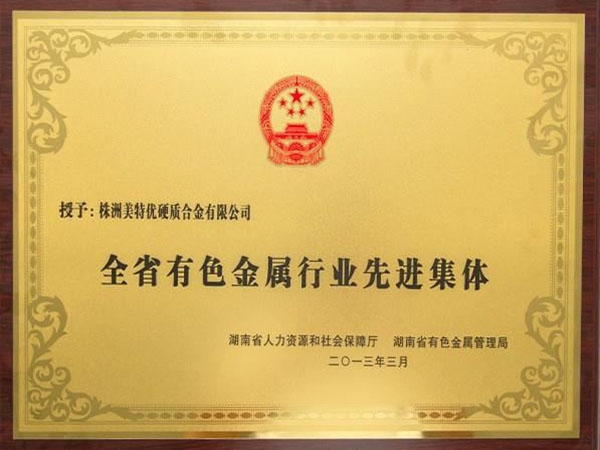 授予：株洲美特优硬质合金有限公司
全省有色金属行业先进集体
湖南省人力资源和社会保障厅 湖南省有色金属管理局
二〇一三年三月